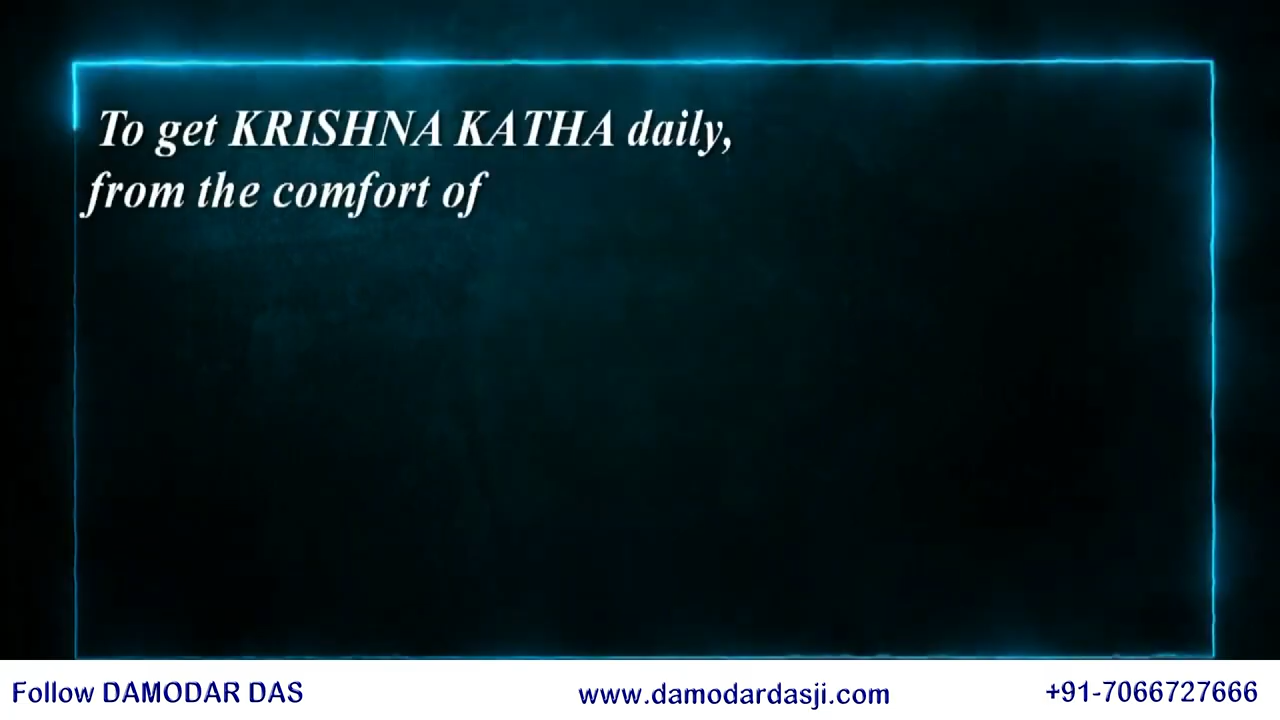 To get KRISHNA KATHA daily,
from the comfort of
Follow DAMODAR DAS
www.damodardasji.com
+91-7066727666